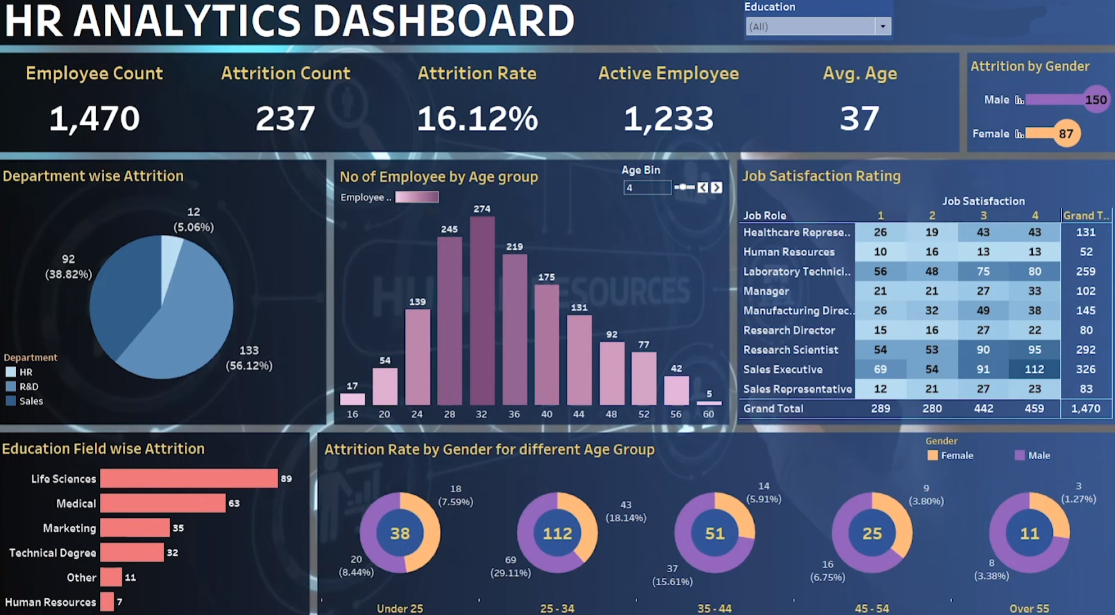 HR ANALYTICS DASHBOARD
Education
(All)
Employee Count
1,470
Attrition Count
237
Attrition Rate
16.12%
Active Employee
1,233
Avg. Age
37
Attrition by Gender
Male 150
Female 87
Department wise Attrition
12
(5.06%)
92
(38.82%)
133
(56.12%)
Department
HR
R&D
Sales
No of Employee by Age group
Employee ..
Age Bin
4
17 54 139 245 274 219 175 131 92 77 42 5
16 20 24 28 32 36 40 44 48 52 56 60
Job Satisfaction Rating
Job Satisfaction
Job Role 1 2 3 4 Grand T..
Healthcare Represe.. 26 19 43 43 131
Human Resources 10 16 13 13 52
Laboratory Technici.. 56 48 75 80 259
Manager 21 21 27 33 102
Manufacturing Direc.. 26 32 49 38 145
Research Director 15 16 27 22 80
Research Scientist 54 53 90 95 292
Sales Executive 69 54 91 112 326
Sales Representative 12 21 27 23 83
Grand Total 289 280 442 459 1,470
Education Field wise Attrition
Life Sciences 89
Medical 63
Marketing 35
Technical Degree 32
Other 11
Human Resources 7
Attrition Rate by Gender for different Age Group
Gender
Female
Male
18
(7.59%)
38
20
(8.44%)
Under 25
43
(18.14%)
112
69
(29.11%)
25 - 34
14
(5.91%)
51
37
(15.61%)
35 - 44
9
(3.80%)
25
16
(6.75%)
45 - 54
3
(1.27%)
11
8
(3.38%)
Over 55